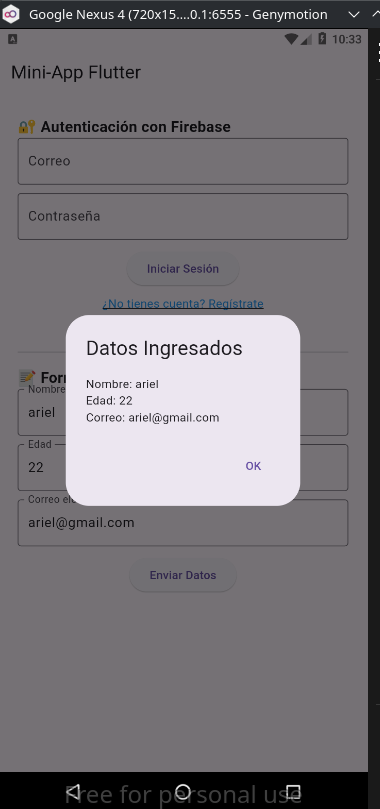 Google Nexus 4 (720x15....0.1:5555 - Genymotion
A
10:33
Mini-App Flutter
🔐 Autenticación con Firebase
Correo
Contraseña
Iniciar Sesión
¿No tienes cuenta? Regístrate
Datos Ingresados
Nombre: ariel
Edad: 22
Correo: ariel@gmail.com
OK
📝 For
Nombre
ariel
Edad
22
Correo el
ariel@gmail.com
Enviar Datos
Free for personal use